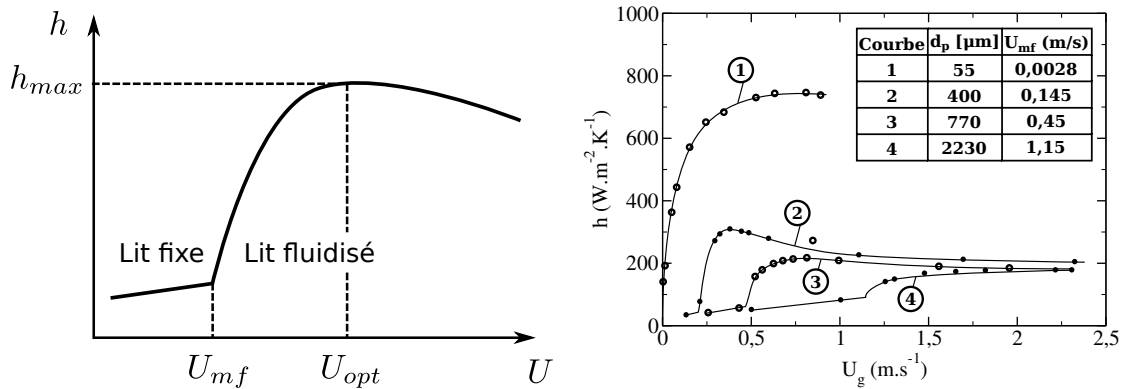 h
h_max
Lit fixe
Lit fluidisé
U_mf
U_opt
U
h (W.m⁻².K⁻¹)
1000
800
600
400
200
0
0
0,5
1
1,5
2
2,5
U_g (m.s⁻¹)
Courbe d_p [μm] U_mf (m/s)
1 55 0,0028
2 400 0,145
3 770 0,45
4 2230 1,15
1
2
3
4